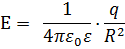 E = 1/(4πε₀ε) · q/R²